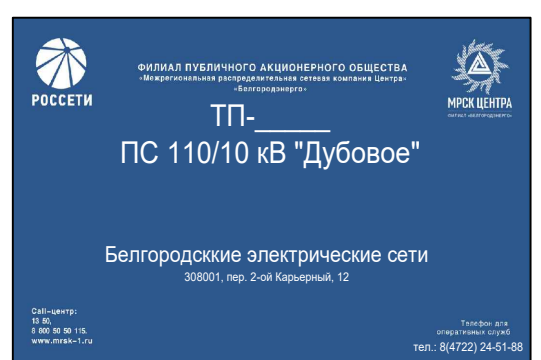 РОССЕТИ
ФИЛИАЛ ПУБЛИЧНОГО АКЦИОНЕРНОГО ОБЩЕСТВА
«Межрегиональная распределительная сетевая компания Центра»
«Белгородэнерго»
МРСК ЦЕНТРА
ФИЛИАЛ «БЕЛГОРОДЭНЕРГО»
ТП-_____
ПС 110/10 кВ "Дубовое"
Белгородсккие электрические сети
308001, пер. 2-ой Карьерный, 12
Call-центр:
13 50,
8 800 50 50 115.
www.mrsk-1.ru
Телефон для
оперативных служб
тел.: 8(4722) 24-51-88